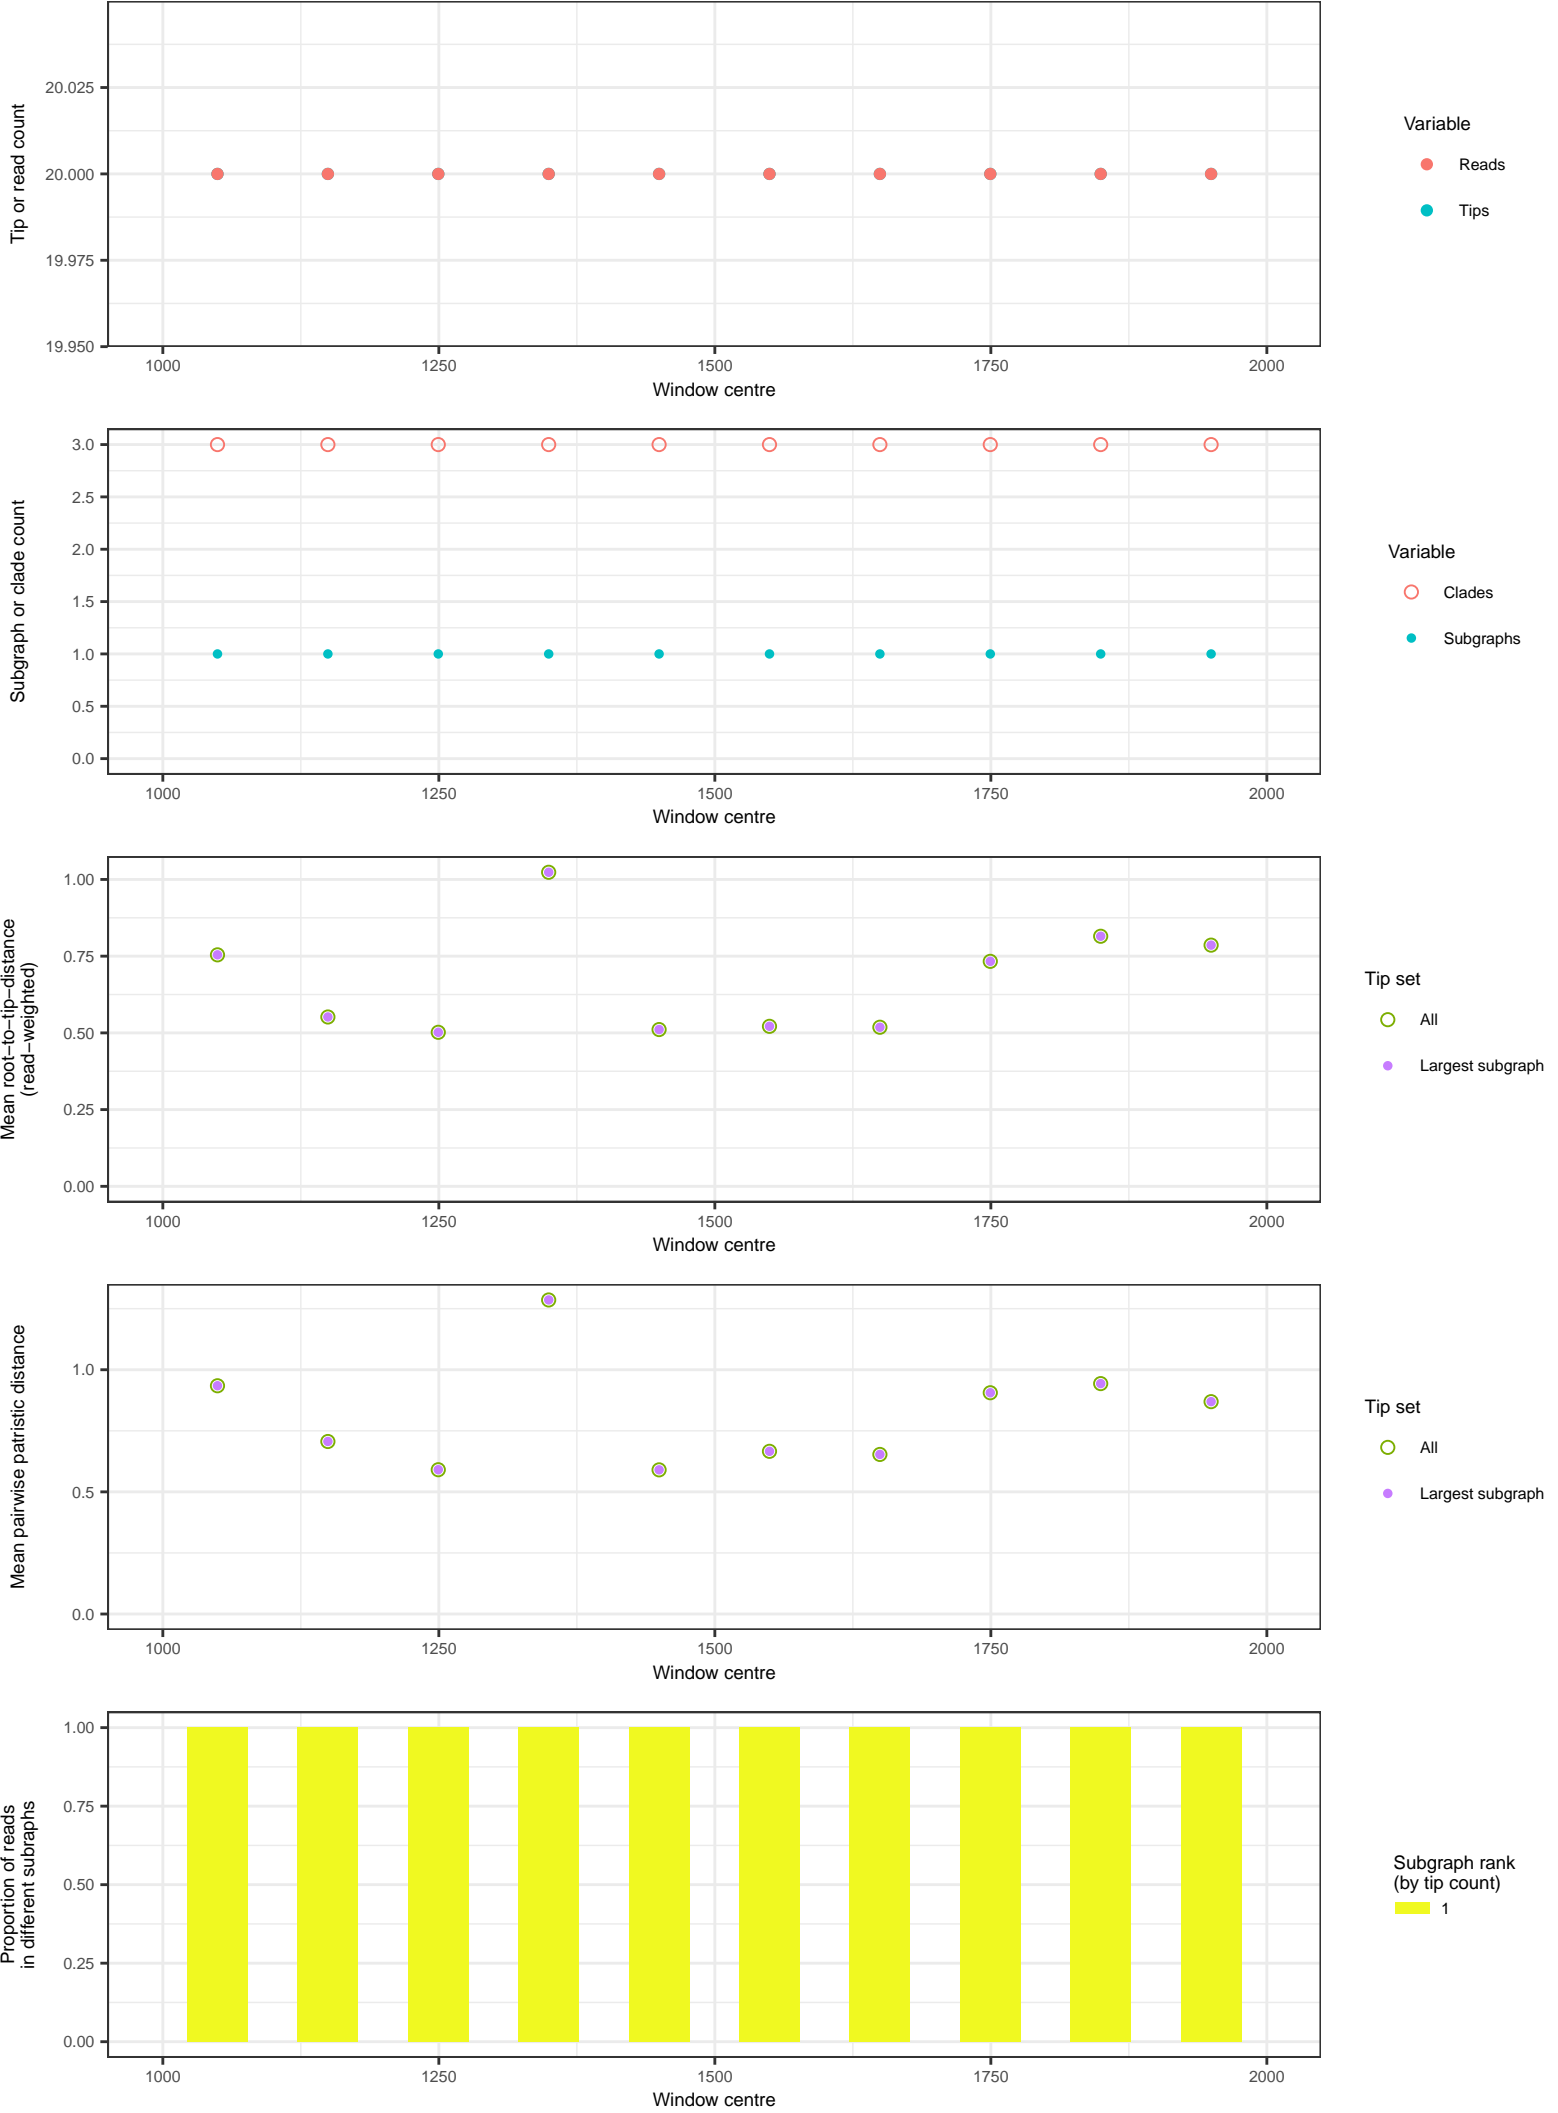 Tip or read count
20.025
20.000
19.975
19.950
1000 1250 1500 1750 2000
Window centre
Variable
Reads
Tips
Subgraph or clade count
3.0
2.5
2.0
1.5
1.0
0.5
0.0
1000 1250 1500 1750 2000
Window centre
Variable
Clades
Subgraphs
Mean root−to−tip−distance
(read−weighted)
1.00
0.75
0.50
0.25
0.00
1000 1250 1500 1750 2000
Window centre
Tip set
All
Largest subgraph
Mean pairwise patristic distance
1.0
0.5
0.0
1000 1250 1500 1750 2000
Window centre
Tip set
All
Largest subgraph
Proportion of reads
in different subraphs
1.00
0.75
0.50
0.25
0.00
1000 1250 1500 1750 2000
Window centre
Subgraph rank
(by tip count)
1